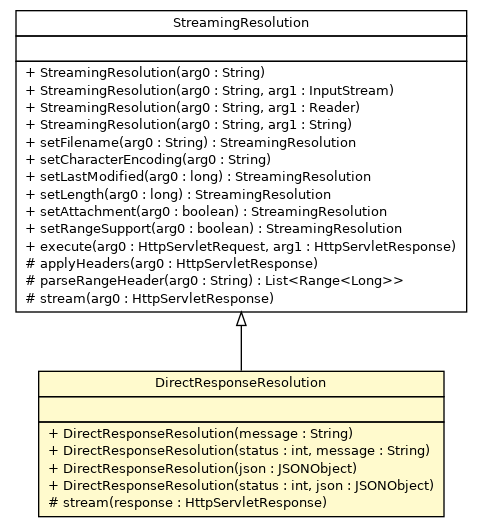 StreamingResolution
+ StreamingResolution(arg0 : String)
+ StreamingResolution(arg0 : String, arg1 : InputStream)
+ StreamingResolution(arg0 : String, arg1 : Reader)
+ StreamingResolution(arg0 : String, arg1 : String)
+ setFilename(arg0 : String) : StreamingResolution
+ setCharacterEncoding(arg0 : String)
+ setLastModified(arg0 : long) : StreamingResolution
+ setLength(arg0 : long) : StreamingResolution
+ setAttachment(arg0 : boolean) : StreamingResolution
+ setRangeSupport(arg0 : boolean) : StreamingResolution
+ execute(arg0 : HttpServletRequest, arg1 : HttpServletResponse)
# applyHeaders(arg0 : HttpServletResponse)
# parseRangeHeader(arg0 : String) : List<Range<Long>>
# stream(arg0 : HttpServletResponse)
DirectResponseResolution
+ DirectResponseResolution(message : String)
+ DirectResponseResolution(status : int, message : String)
+ DirectResponseResolution(json : JSONObject)
+ DirectResponseResolution(status : int, json : JSONObject)
# stream(response : HttpServletResponse)